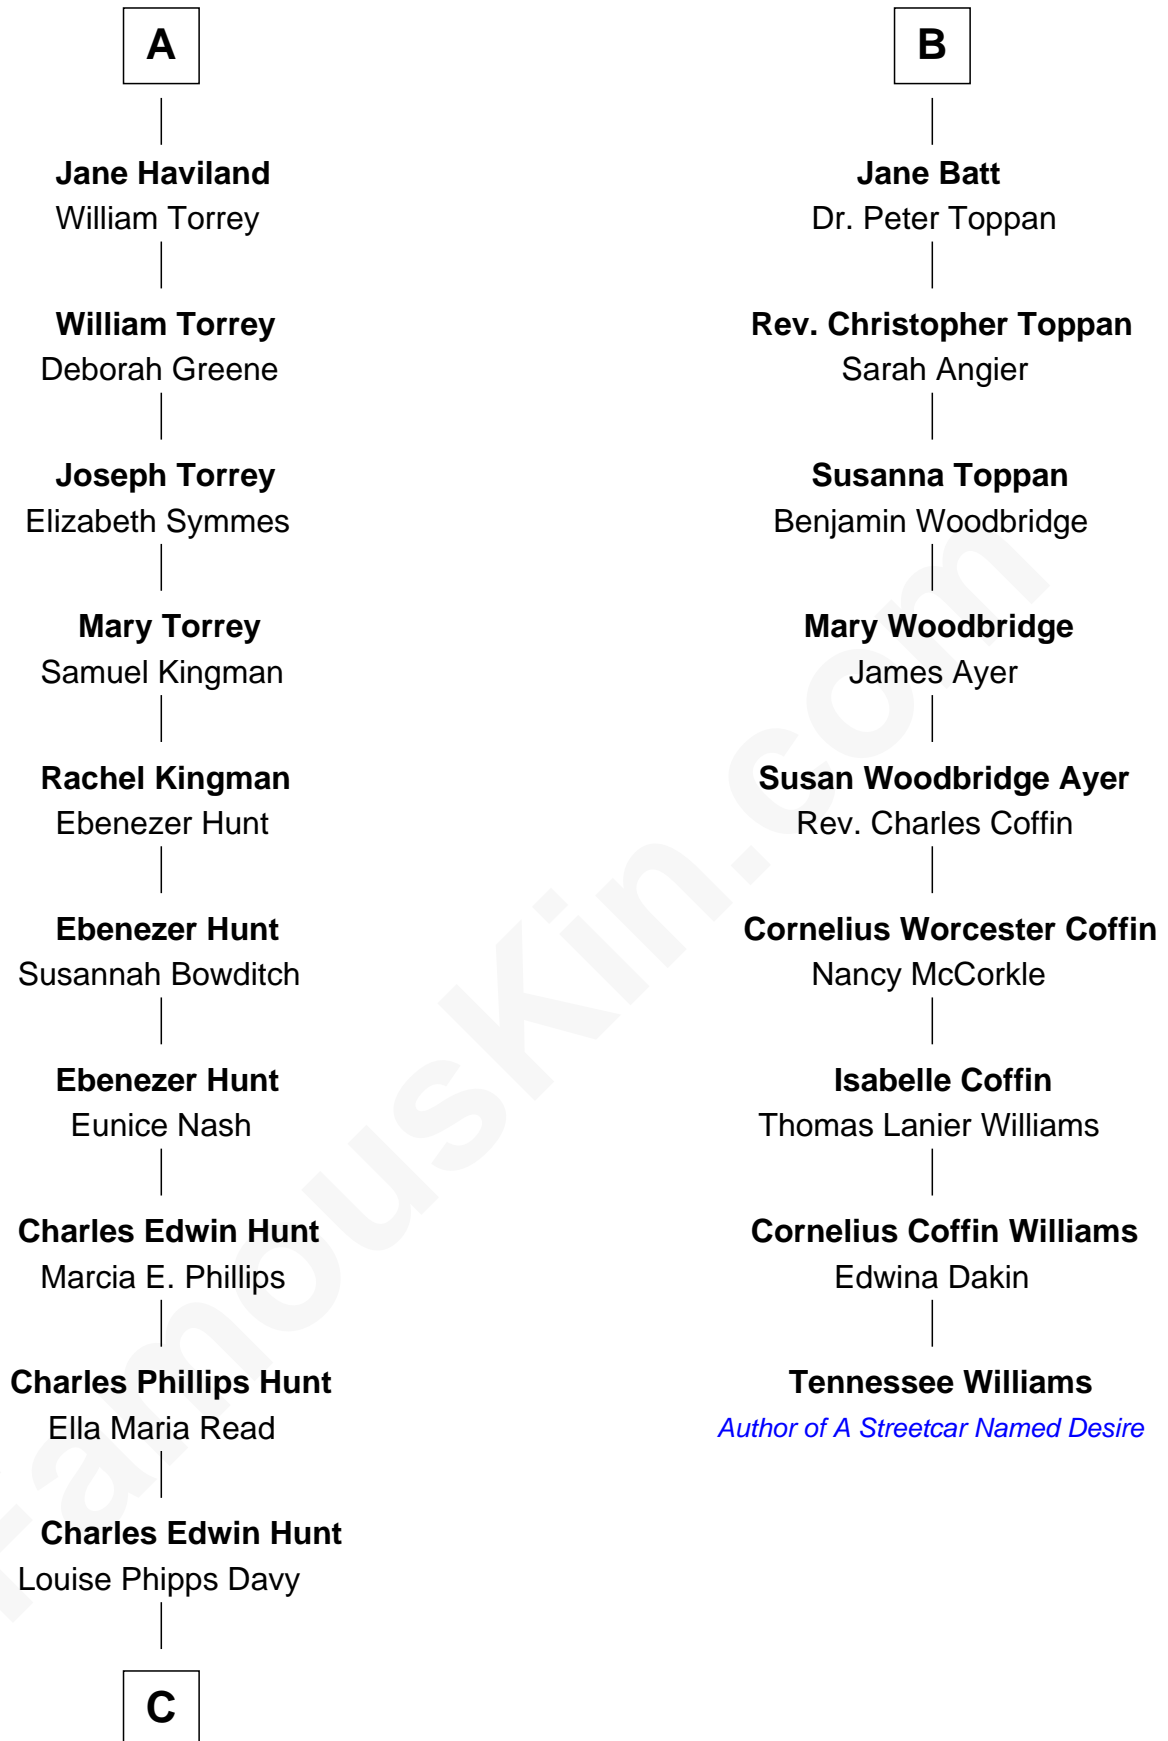 A
Jane Haviland
William Torrey
William Torrey
Deborah Greene
Joseph Torrey
Elizabeth Symmes
Mary Torrey
Samuel Kingman
Rachel Kingman
Ebenezer Hunt
Ebenezer Hunt
Susannah Bowditch
Ebenezer Hunt
Eunice Nash
Charles Edwin Hunt
Marcia E. Phillips
Charles Phillips Hunt
Ella Maria Read
Charles Edwin Hunt
Louise Phipps Davy
C
B
Jane Batt
Dr. Peter Toppan
Rev. Christopher Toppan
Sarah Angier
Susanna Toppan
Benjamin Woodbridge
Mary Woodbridge
James Ayer
Susan Woodbridge Ayer
Rev. Charles Coffin
Cornelius Worcester Coffin
Nancy McCorkle
Isabelle Coffin
Thomas Lanier Williams
Cornelius Coffin Williams
Edwina Dakin
Tennessee Williams
Author of A Streetcar Named Desire
FamousKin.com